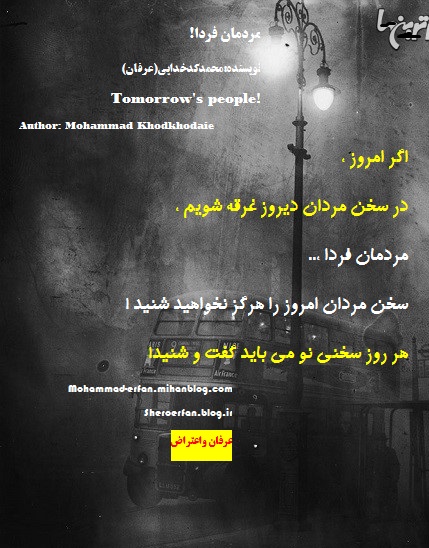 ترین‌ها
مردمان فردا!
نویسنده:محمدکدخدایی(عرفان)
Tomorrow's people!
Author: Mohammad Khodkhodaie
اگر امروز ،
در سخن مردان دیروز غرقه شویم ،
مردمان فردا ،..
سخن مردان امروز را هرگز نخواهید شنید !
هر روز سخنی نو می باید گفت و شنید!
Mohammad-erfan.mihanblog.com
Sheroerfan.blog.ir
عرفان واعتراض